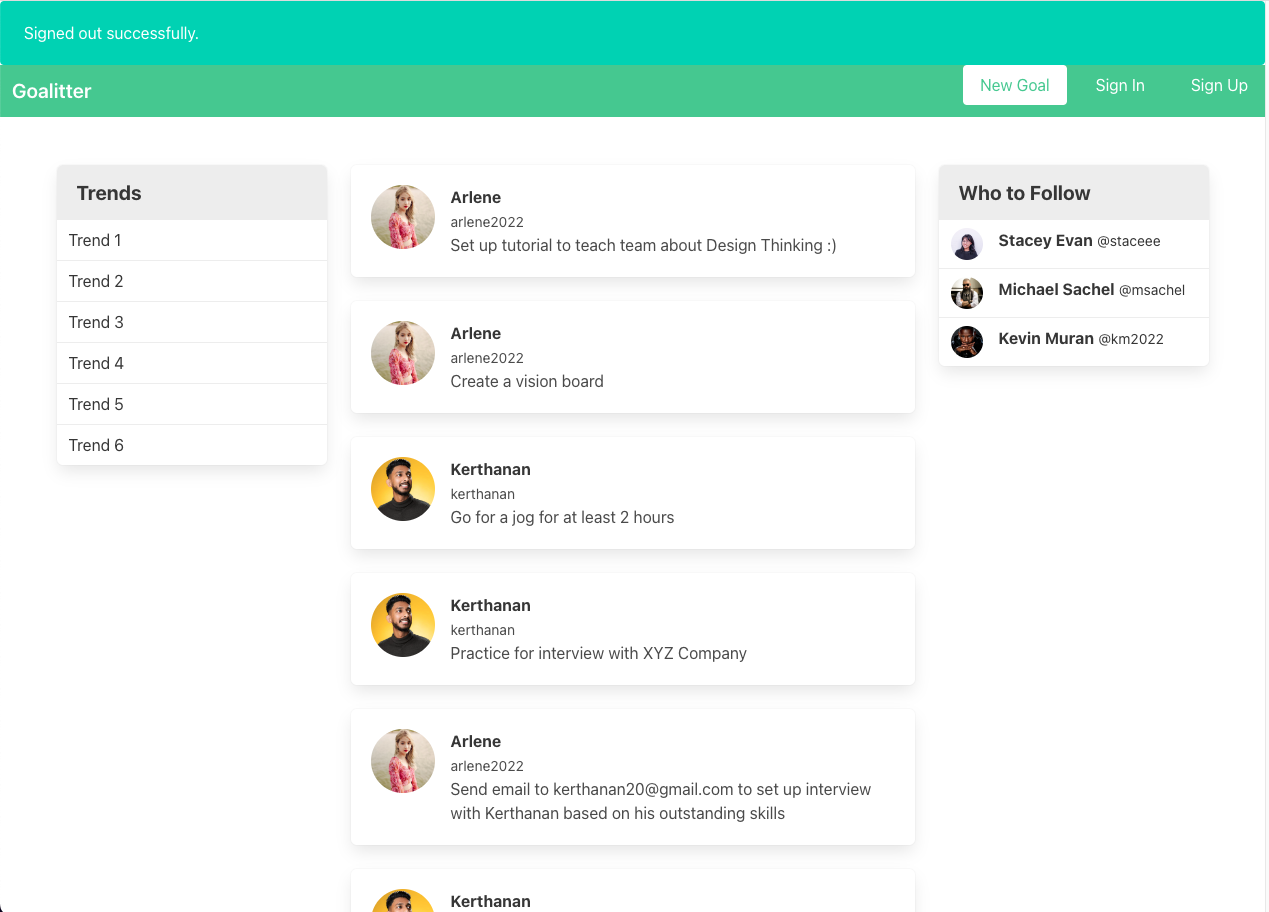 Signed out successfully.
Goalitter
New Goal
Sign In
Sign Up
Trends
Trend 1
Trend 2
Trend 3
Trend 4
Trend 5
Trend 6
Arlene
arlene2022
Set up tutorial to teach team about Design Thinking :)
Arlene
arlene2022
Create a vision board
Kerthanan
kerthanan
Go for a jog for at least 2 hours
Kerthanan
kerthanan
Practice for interview with XYZ Company
Arlene
arlene2022
Send email to kerthanan20@gmail.com to set up interview
with Kerthanan based on his outstanding skills
Kerthanan
Who to Follow
Stacey Evan @staceee
Michael Sachel @msachel
Kevin Muran @km2022